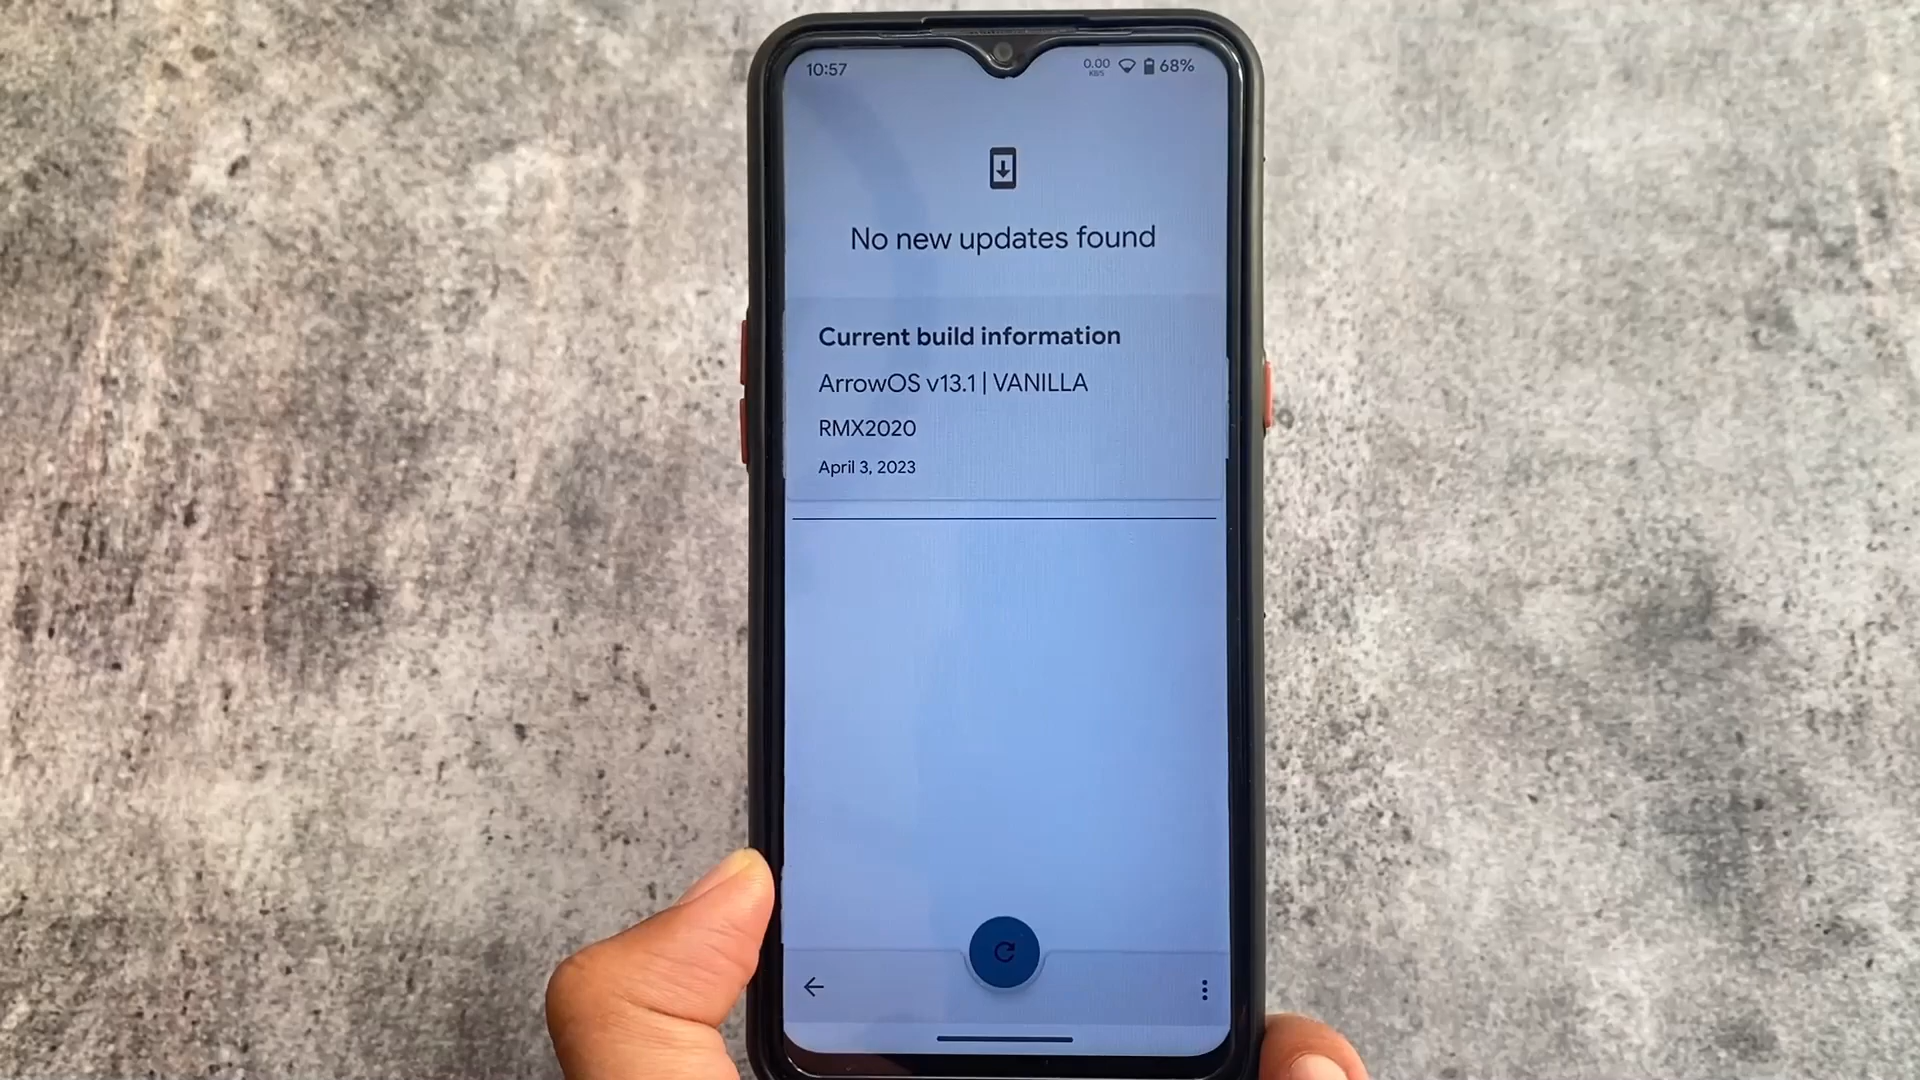 10:57
0.00
KB/S
68%
No new updates found
Current build information
ArrowOS v13.1 | VANILLA
RMX2020
April 3, 2023